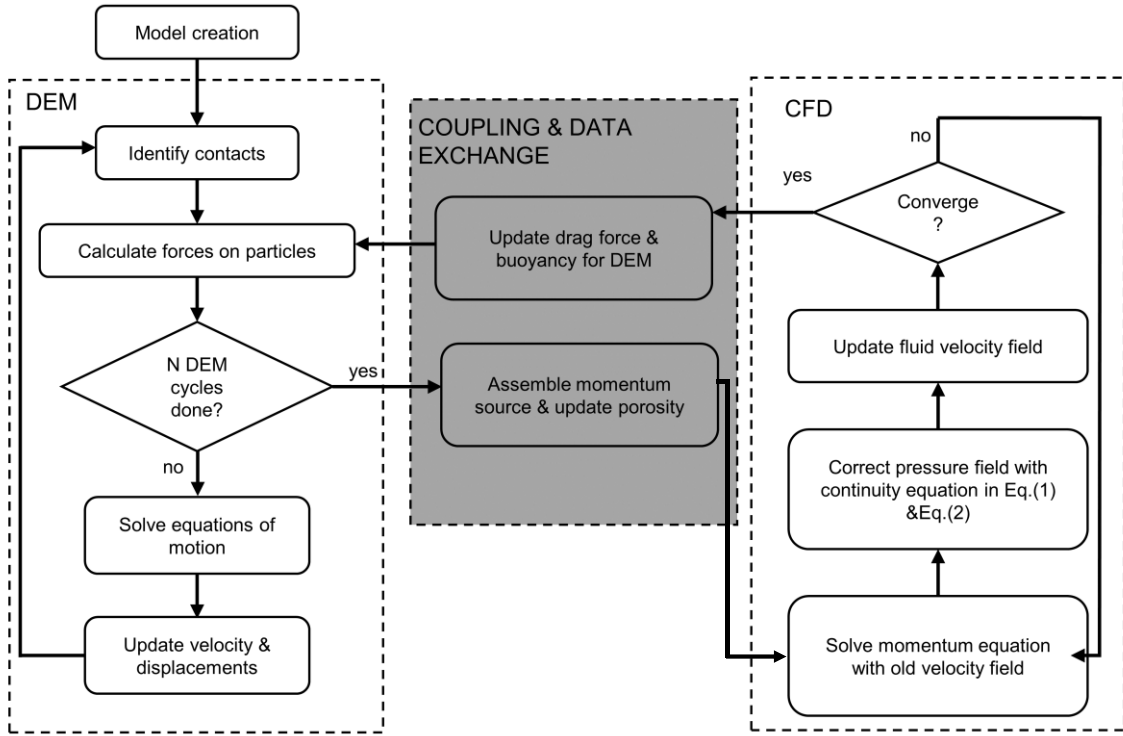 Model creation
DEM
Identify contacts
Calculate forces on particles
N DEM
cycles
done?
yes
no
Solve equations of
motion
Update velocity &
displacements
COUPLING & DATA
EXCHANGE
Update drag force &
buoyancy for DEM
Assemble momentum
source & update porosity
CFD
no
yes
Converge
?
Update fluid velocity field
Correct pressure field with
continuity equation in Eq.(1)
&Eq.(2)
Solve momentum equation
with old velocity field